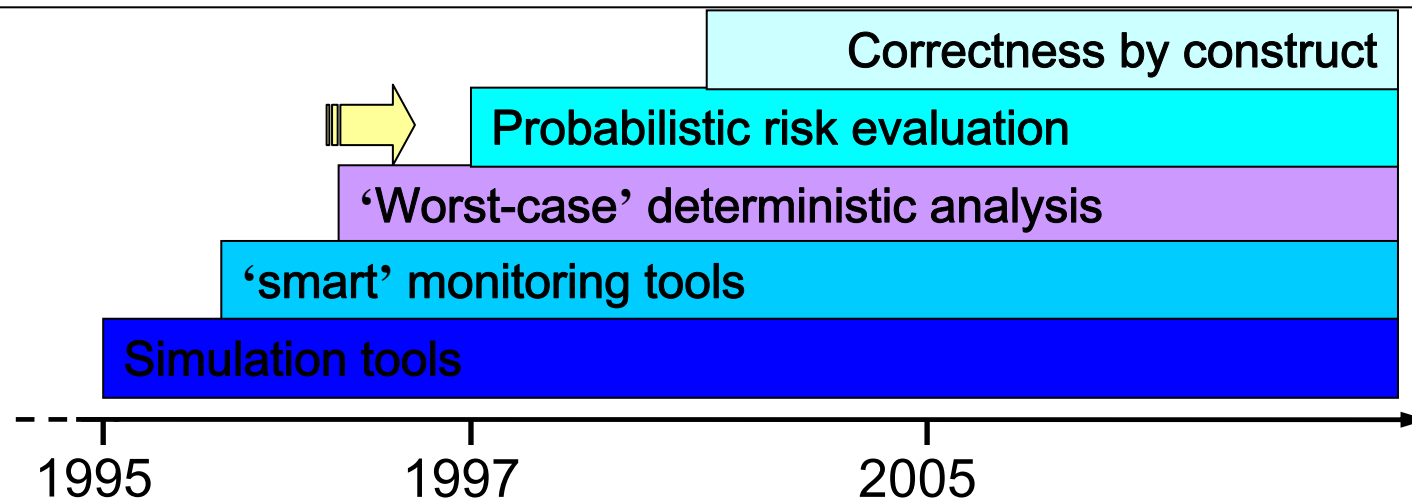 Correctness by construct
Probabilistic risk evaluation
‘Worst-case’ deterministic analysis
‘smart’ monitoring tools
Simulation tools
1995 1997 2005